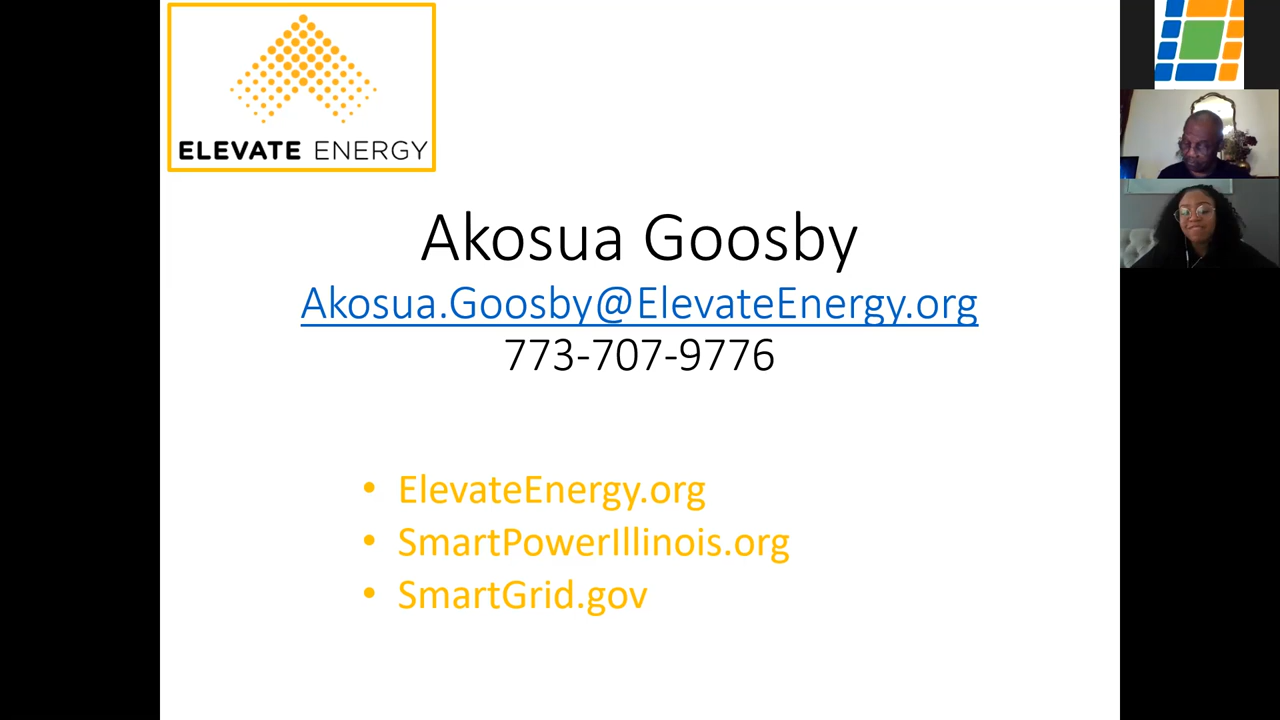 ELEVATE ENERGY
Akosua Goosby
Akosua.Goosby@ElevateEnergy.org
773-707-9776
• ElevateEnergy.org
• SmartPowerIllinois.org
• SmartGrid.gov